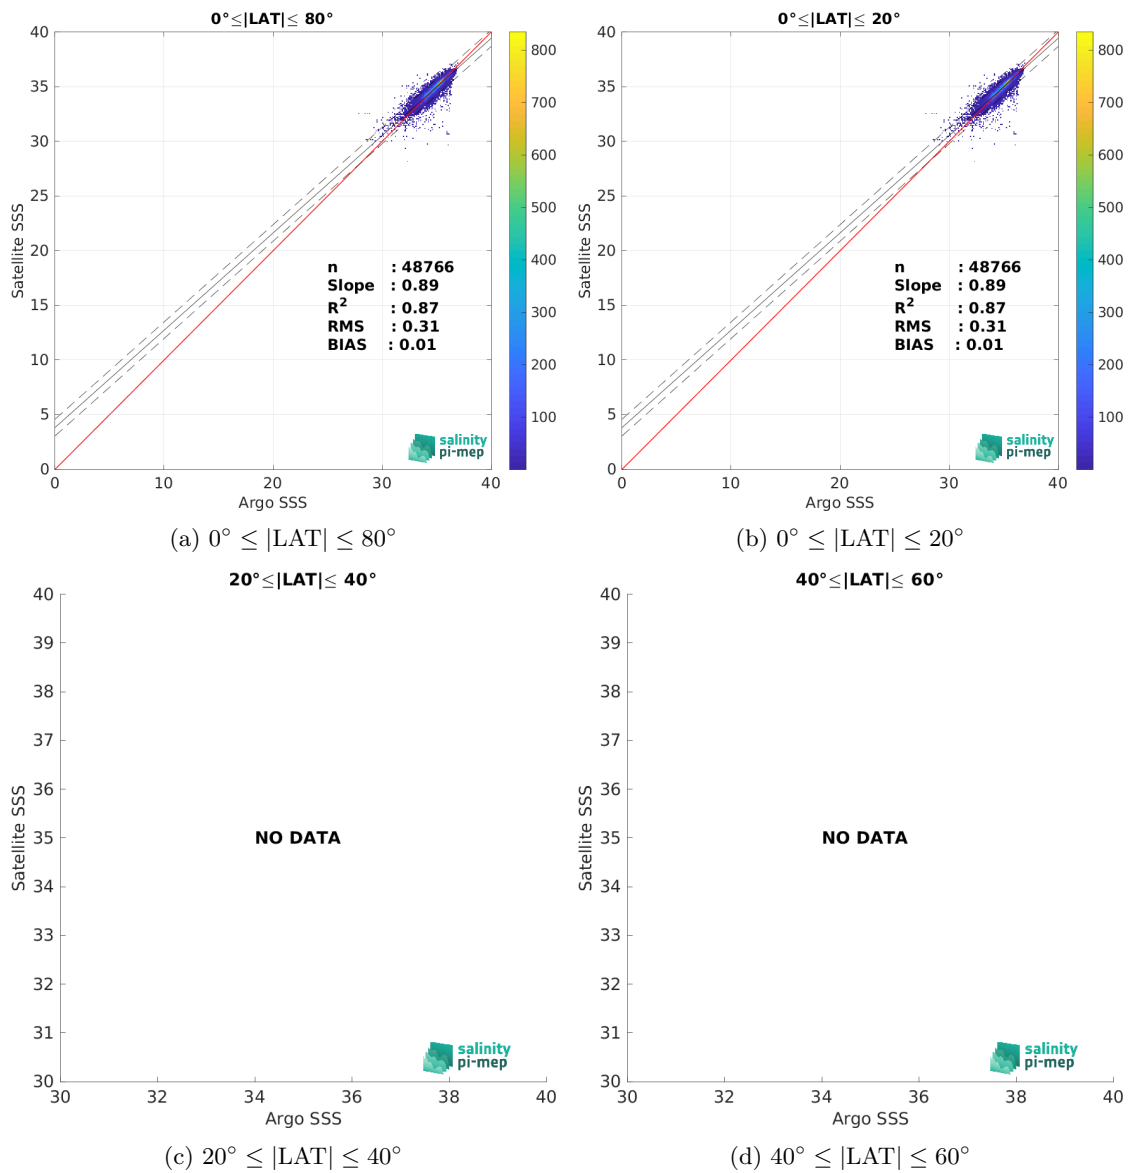 0°≤|LAT|≤ 80°
40
35
30
25
20
15
10
5
0
Satellite SSS
n : 48766
Slope : 0.89
R² : 0.87
RMS : 0.31
BIAS : 0.01
salinity
pi-mep
0 10 20 30 40
Argo SSS
800
700
600
500
400
300
200
100
(a) 0° ≤ |LAT| ≤ 80°
0°≤|LAT|≤ 20°
40
35
30
25
20
15
10
5
0
Satellite SSS
n : 48766
Slope : 0.89
R² : 0.87
RMS : 0.31
BIAS : 0.01
salinity
pi-mep
0 10 20 30 40
Argo SSS
800
700
600
500
400
300
200
100
(b) 0° ≤ |LAT| ≤ 20°
20°≤|LAT|≤ 40°
40
39
38
37
36
35
34
33
32
31
30
Satellite SSS
NO DATA
salinity
pi-mep
30 32 34 36 38 40
Argo SSS
(c) 20° ≤ |LAT| ≤ 40°
40°≤|LAT|≤ 60°
40
39
38
37
36
35
34
33
32
31
30
Satellite SSS
NO DATA
salinity
pi-mep
30 32 34 36 38 40
Argo SSS
(d) 40° ≤ |LAT| ≤ 60°